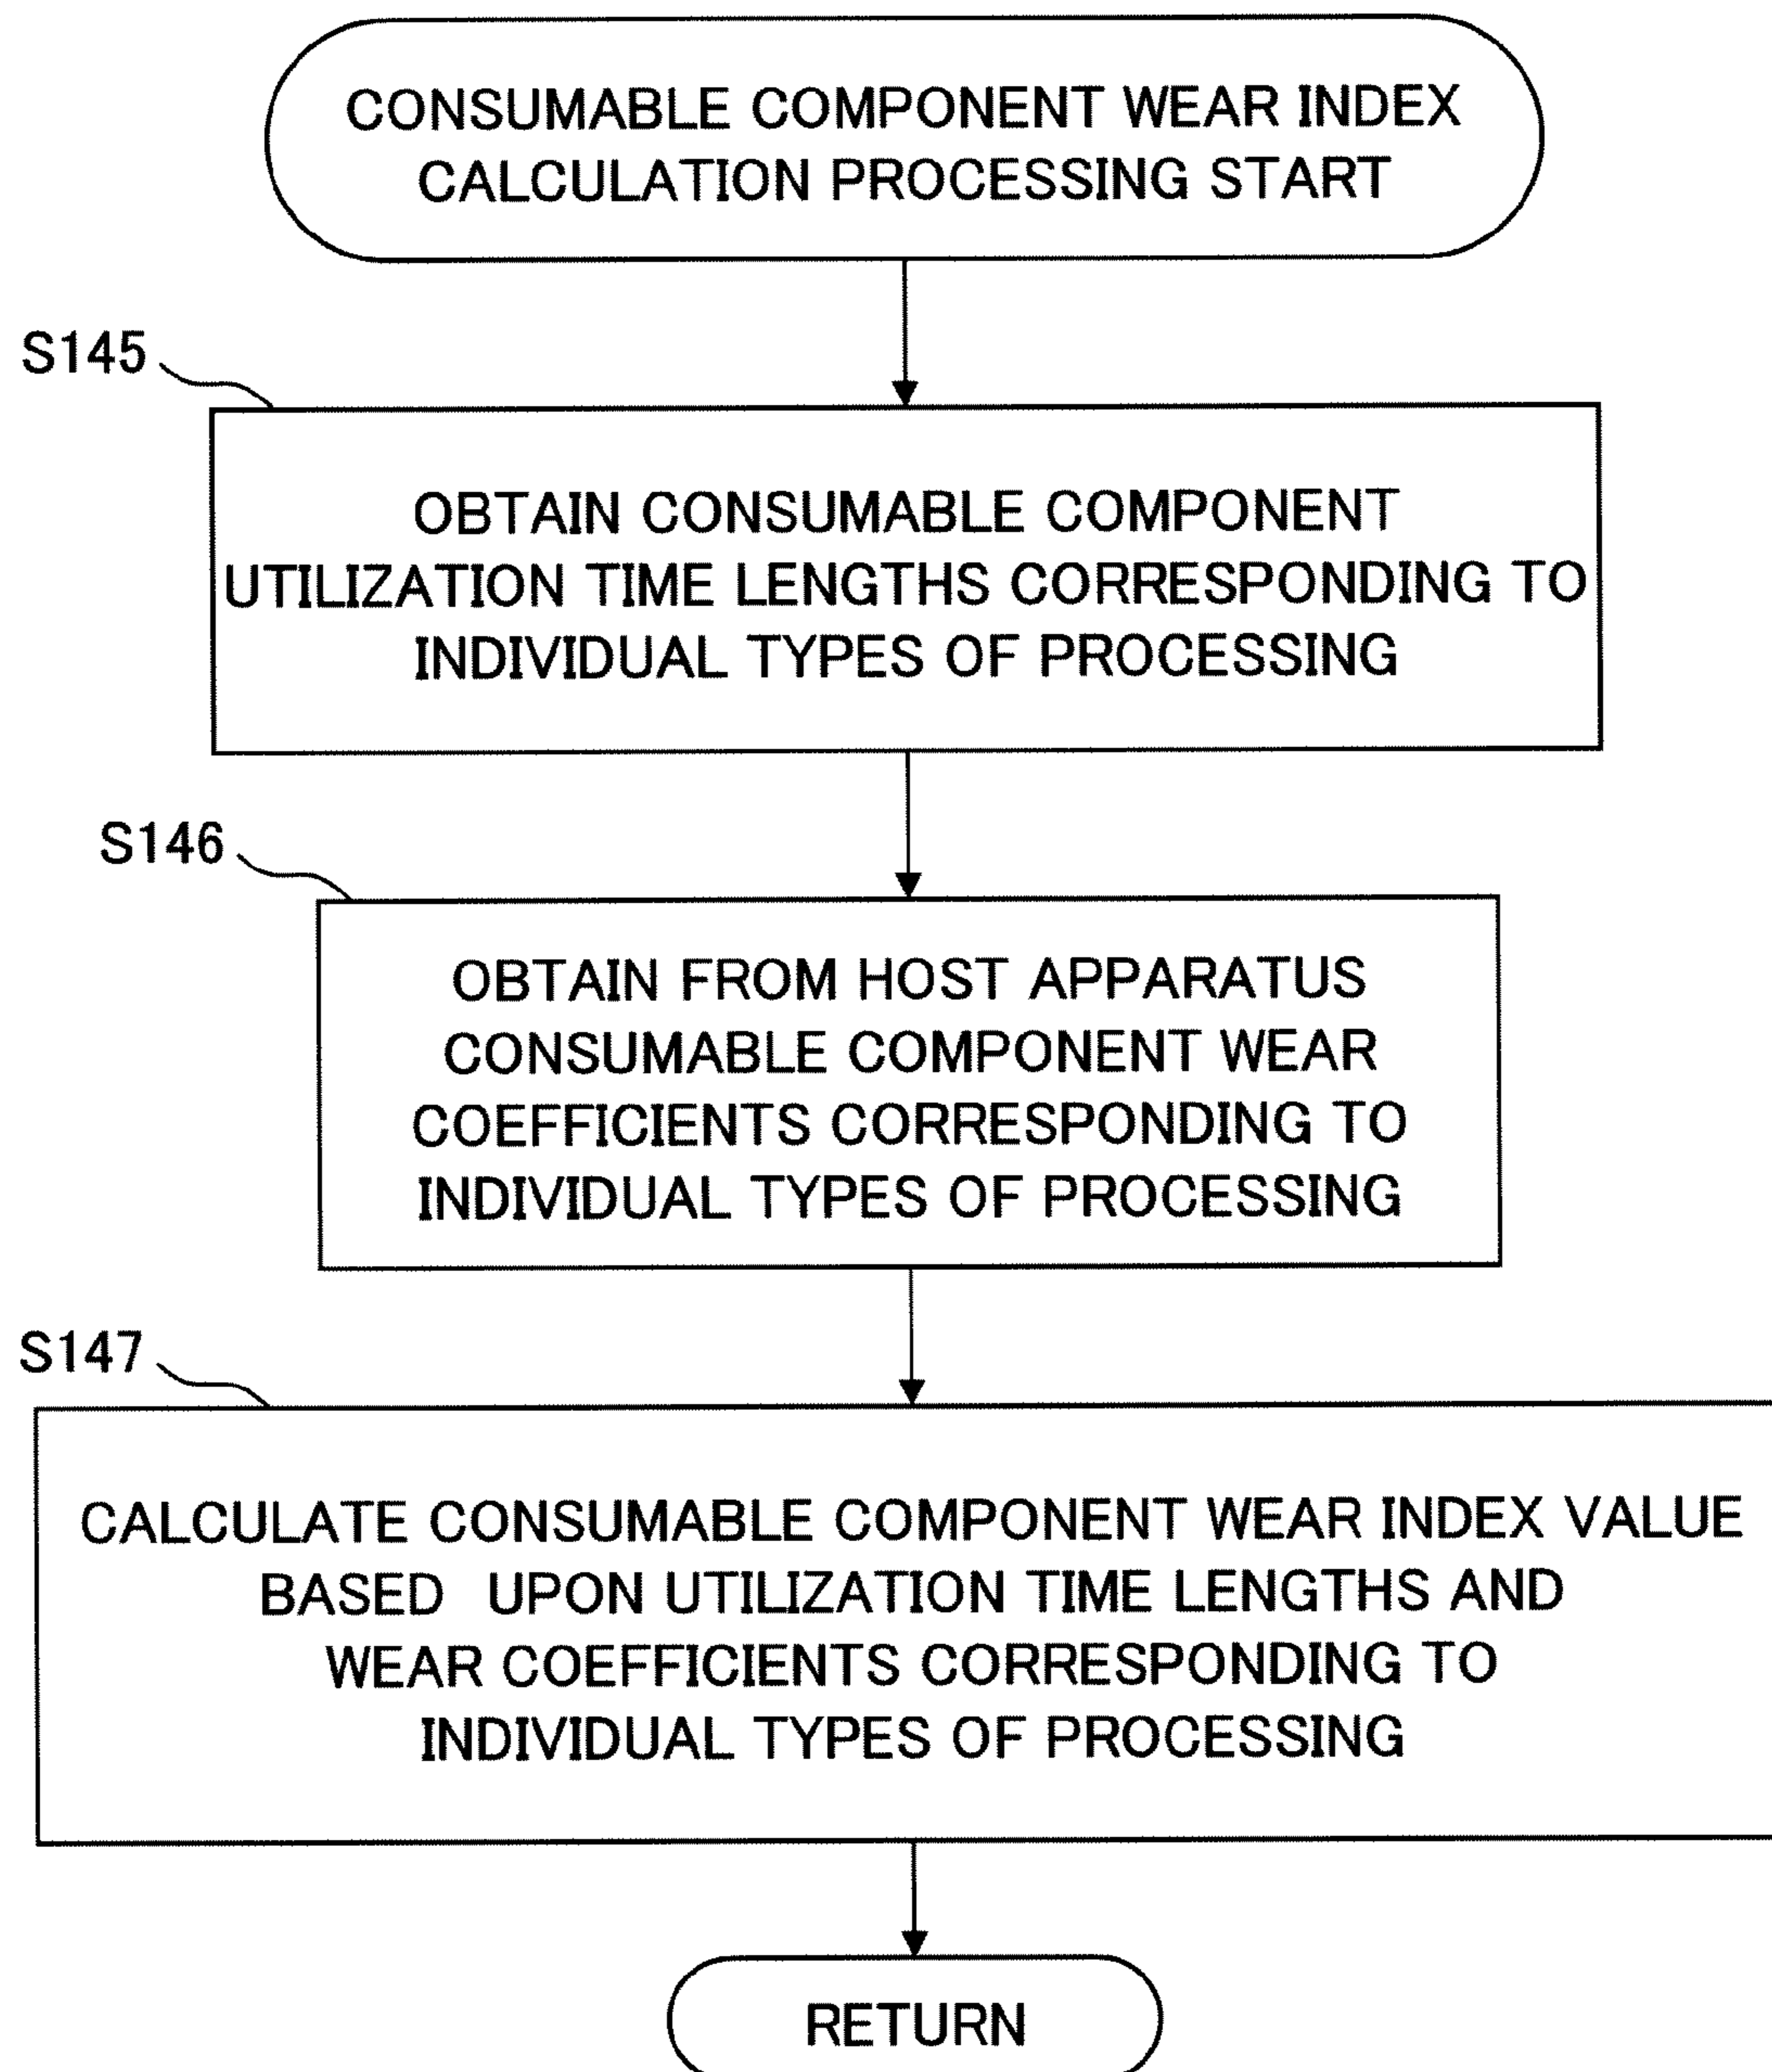 CONSUMABLE COMPONENT WEAR INDEX
CALCULATION PROCESSING START
S145
OBTAIN CONSUMABLE COMPONENT
UTILIZATION TIME LENGTHS CORRESPONDING TO
INDIVIDUAL TYPES OF PROCESSING
S146
OBTAIN FROM HOST APPARATUS
CONSUMABLE COMPONENT WEAR
COEFFICIENTS CORRESPONDING TO
INDIVIDUAL TYPES OF PROCESSING
S147
CALCULATE CONSUMABLE COMPONENT WEAR INDEX VALUE
BASED UPON UTILIZATION TIME LENGTHS AND
WEAR COEFFICIENTS CORRESPONDING TO
INDIVIDUAL TYPES OF PROCESSING
RETURN